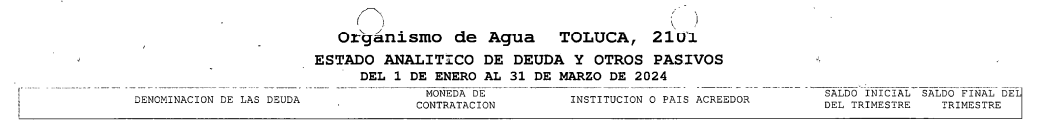 Organismo de Agua TOLUCA, 2101
ESTADO ANALITICO DE DEUDA Y OTROS PASIVOS
DEL 1 DE ENERO AL 31 DE MARZO DE 2024
DENOMINACION DE LAS DEUDA MONEDA DE CONTRATACION INSTITUCION O PAIS ACREEDOR SALDO INICIAL DEL TRIMESTRE SALDO FINAL DEL TRIMESTRE